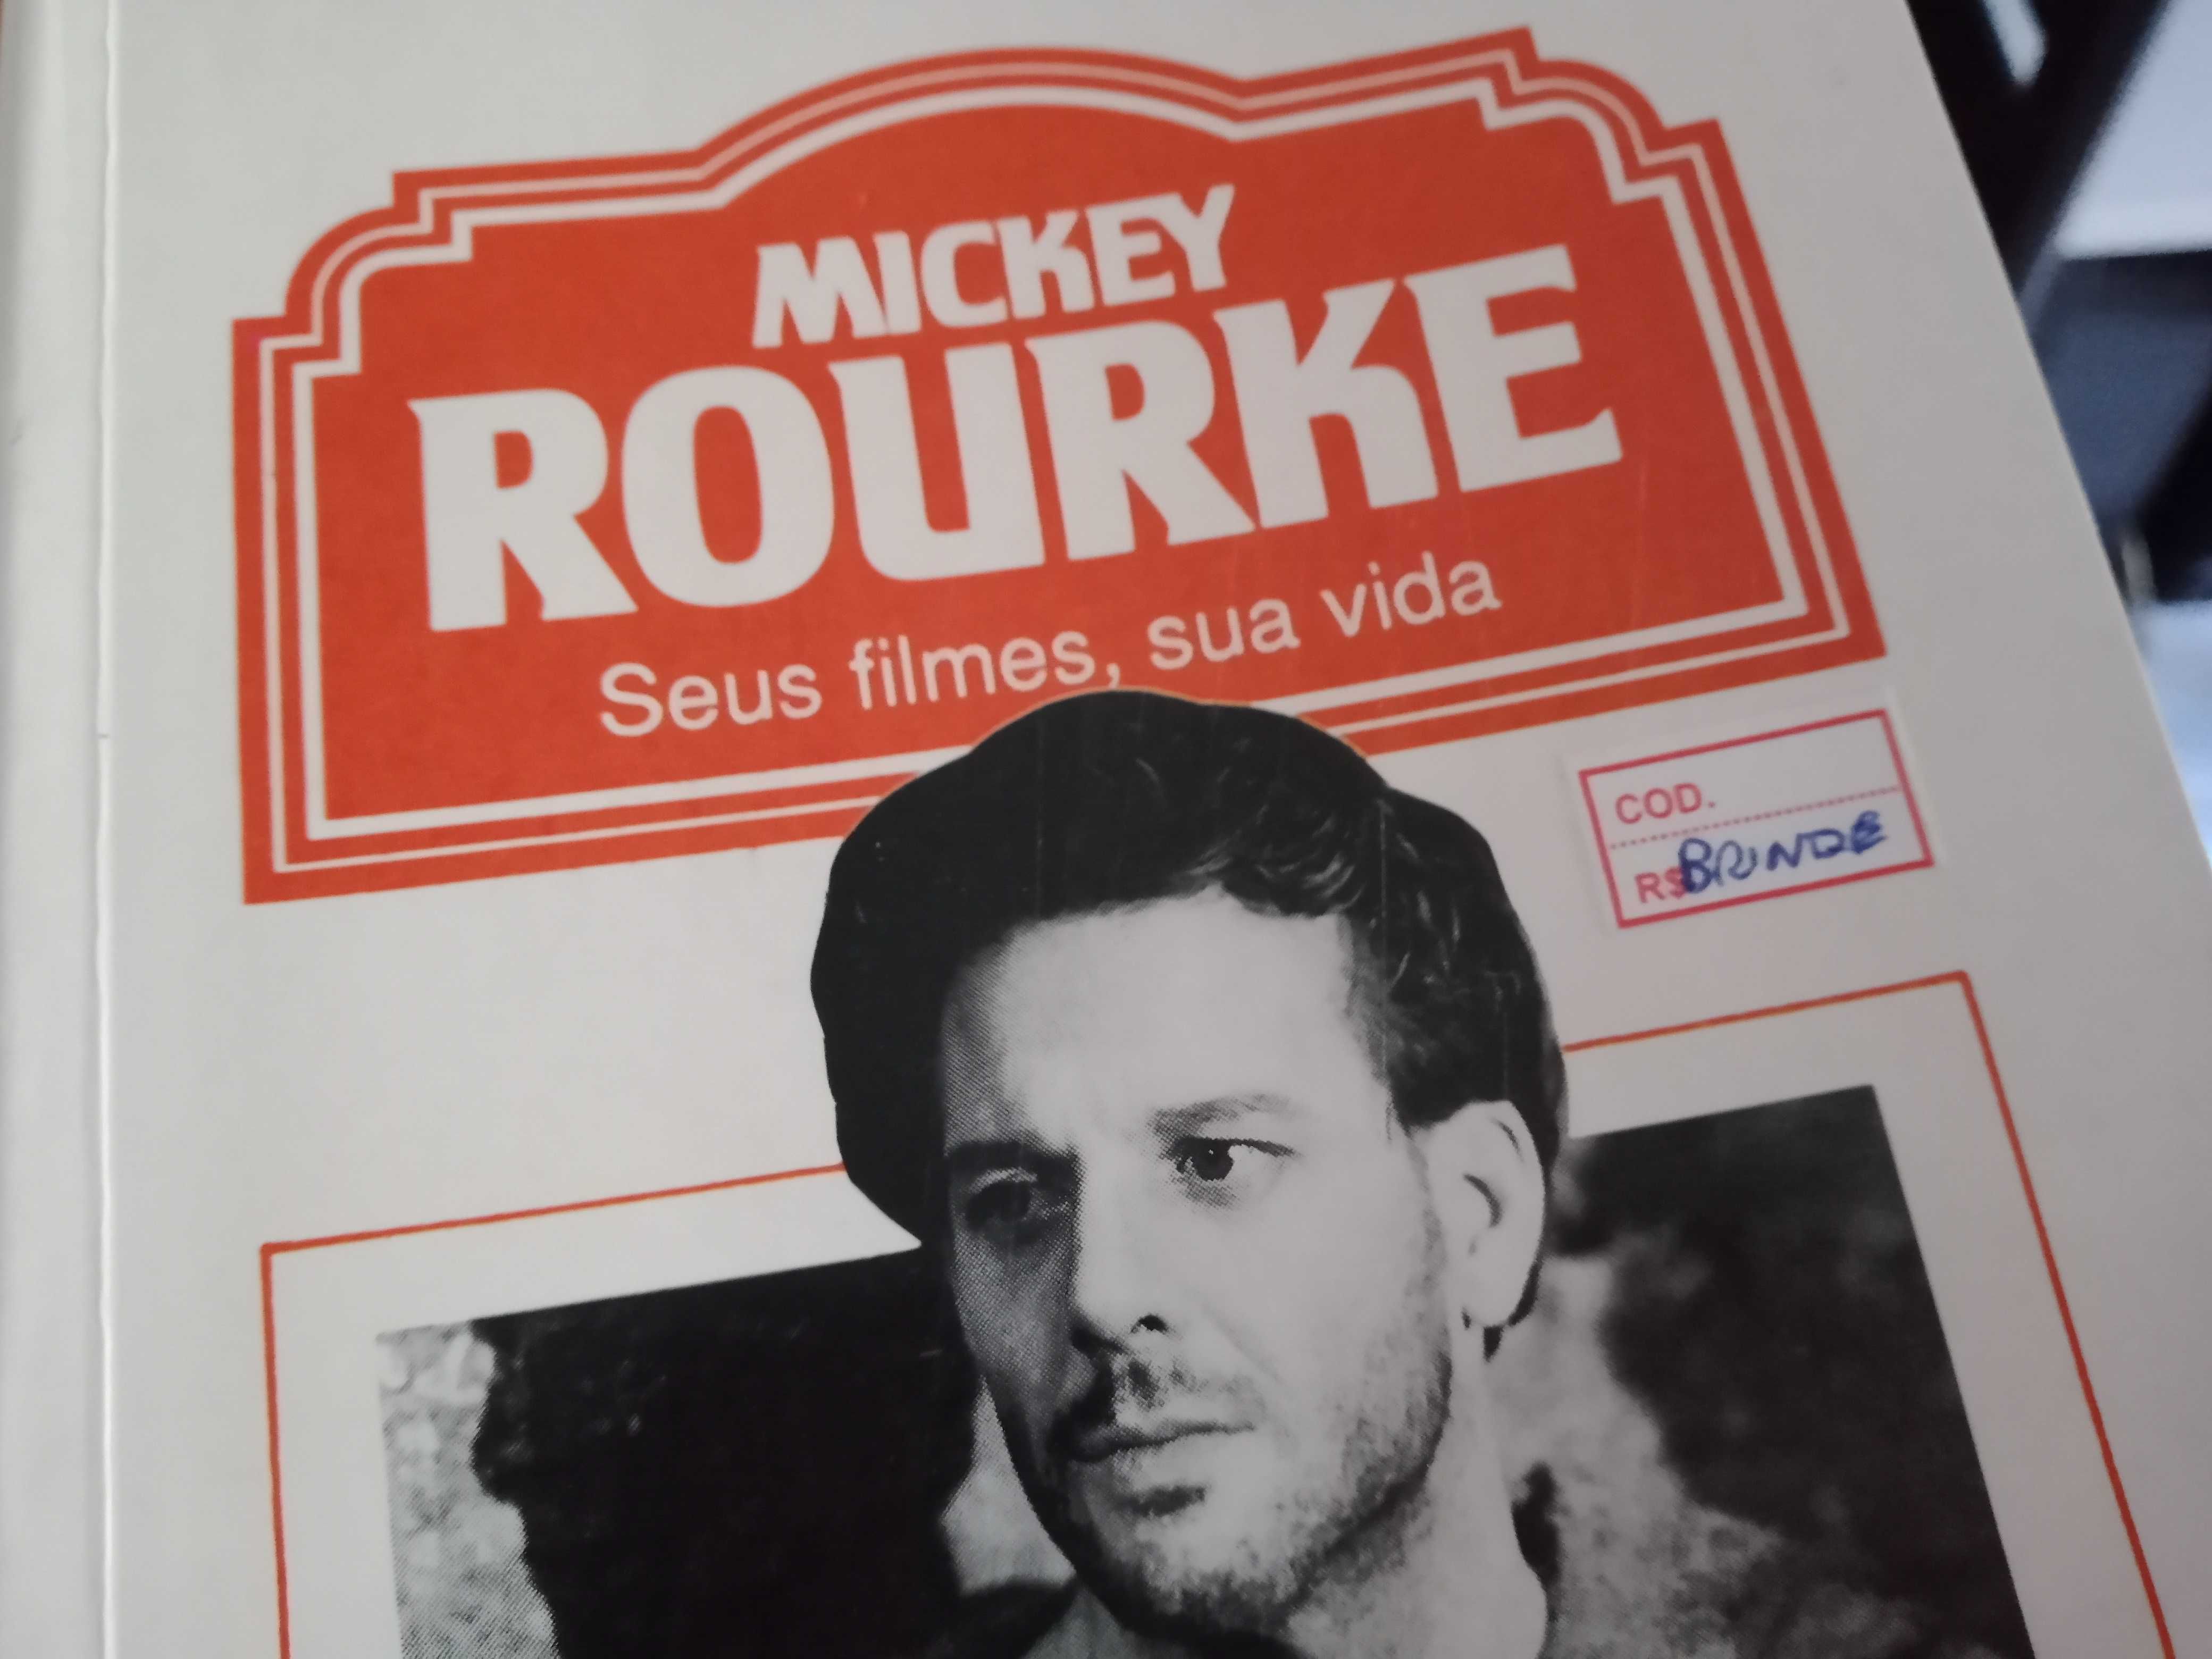 MICKEY
ROURKE
Seus filmes, sua vida
COD.
R$ BRINDE